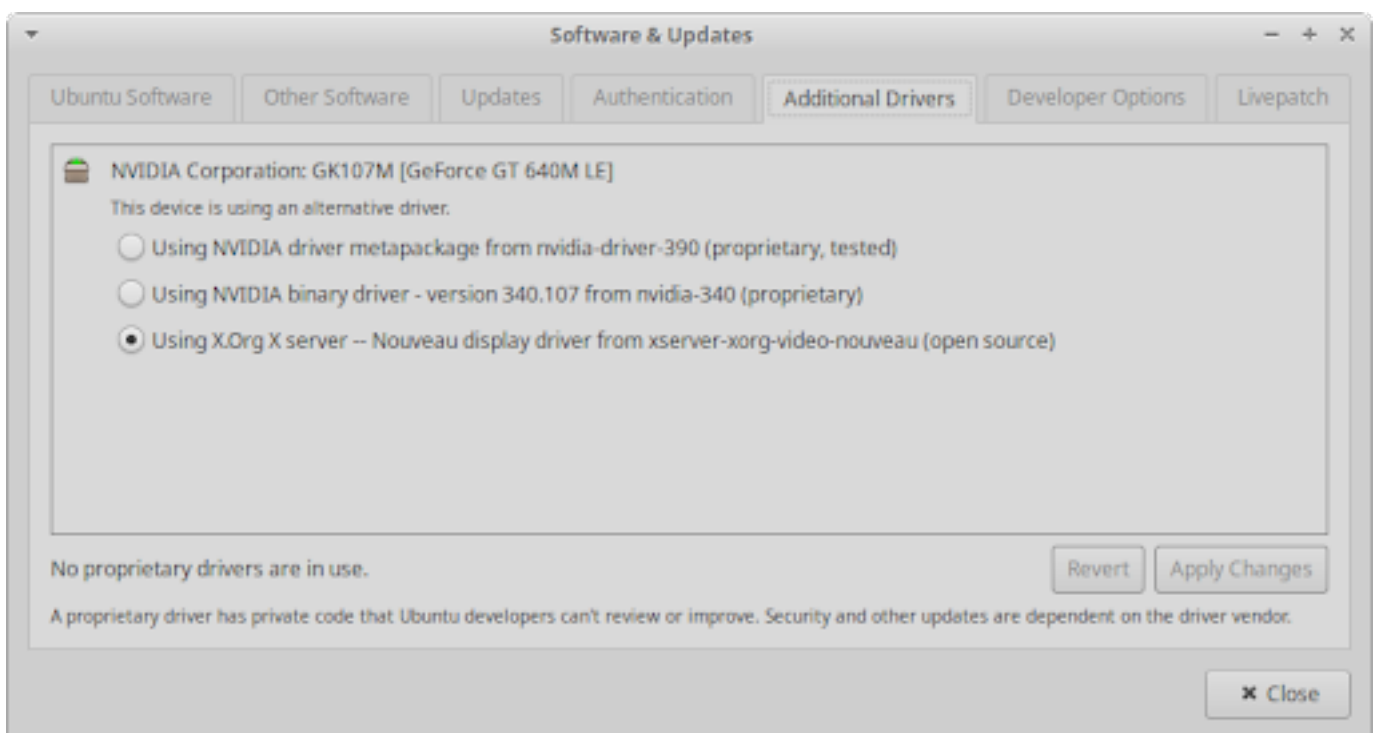 Software & Updates
Ubuntu Software Other Software Updates Authentication Additional Drivers Developer Options Livepatch
NVIDIA Corporation: GK107M [GeForce GT 640M LE]
This device is using an alternative driver.
Using NVIDIA driver metapackage from nvidia-driver-390 (proprietary, tested)
Using NVIDIA binary driver - version 340.107 from nvidia-340 (proprietary)
Using X.Org X server -- Nouveau display driver from xserver-xorg-video-nouveau (open source)
No proprietary drivers are in use.
Revert Apply Changes
A proprietary driver has private code that Ubuntu developers can't review or improve. Security and other updates are dependent on the driver vendor.
Close